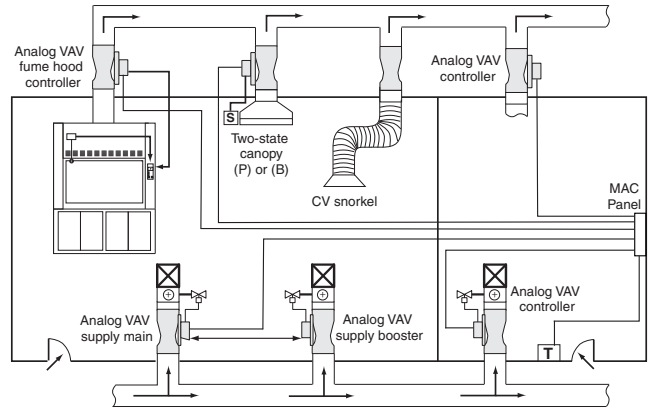 Analog VAV
fume hood
controller
Analog VAV
controller
S
Two-state
canopy
(P) or (B)
CV snorkel
MAC
Panel
Analog VAV
supply main
Analog VAV
supply booster
Analog VAV
controller
T